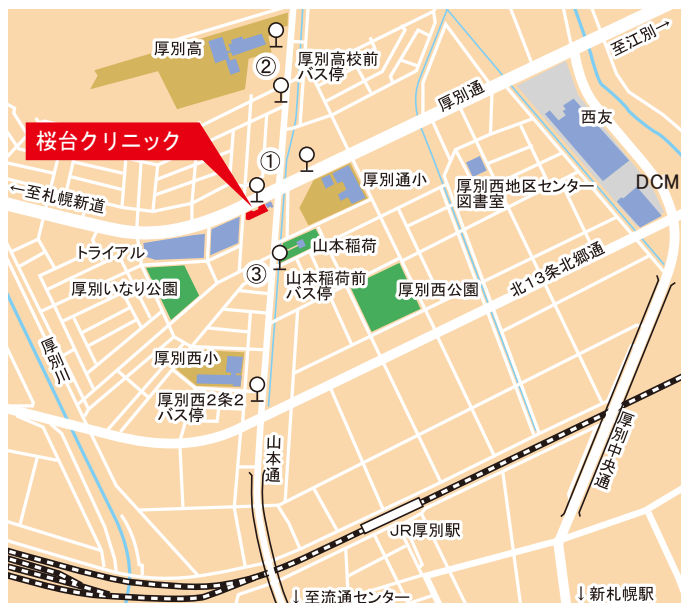 厚別高
②
厚別高校前
バス停
至江別→
厚別通
西友
桜台クリニック
①
厚別通小
厚別西地区センター
図書室
DCM
←至札幌新道
トライアル
山本稲荷
③
山本稲荷前
バス停
厚別いなり公園
厚別西公園
北13条北郷通
厚別川
厚別西小
厚別西2条2
バス停
山本通
厚別中央通
JR厚別駅
↓至流通センター
↓新札幌駅